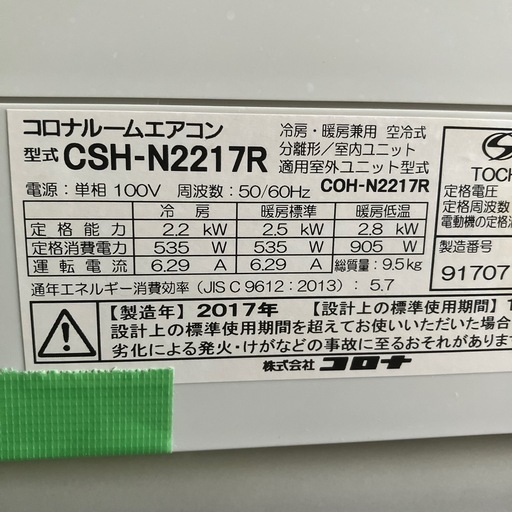 コロナルームエアコン
型式 CSH-N2217R
冷房・暖房兼用 空冷式
分離形/室内ユニット
適用室外ユニット型式
COH-N2217R
電源：単相 100V 周波数：50/60Hz
冷房 暖房標準 暖房低温
定格能力 2.2 kW 2.5 kW 2.8 kW
定格消費電力 535 W 535 W 905 W
運転電流 6.29 A 6.29 A 総質量：9.5kg
通年エネルギー消費効率（JIS C 9612：2013）：5.7
TOCH
定格電圧
定格周波数
電動機の定格消
製造番号
91707
【製造年】2017年 【設計上の標準使用期間】1
設計上の標準使用期間を超えてお使いいただいた場合
劣化による発火・けがなどの事故に至るおそれがあり
株式会社 コロナ